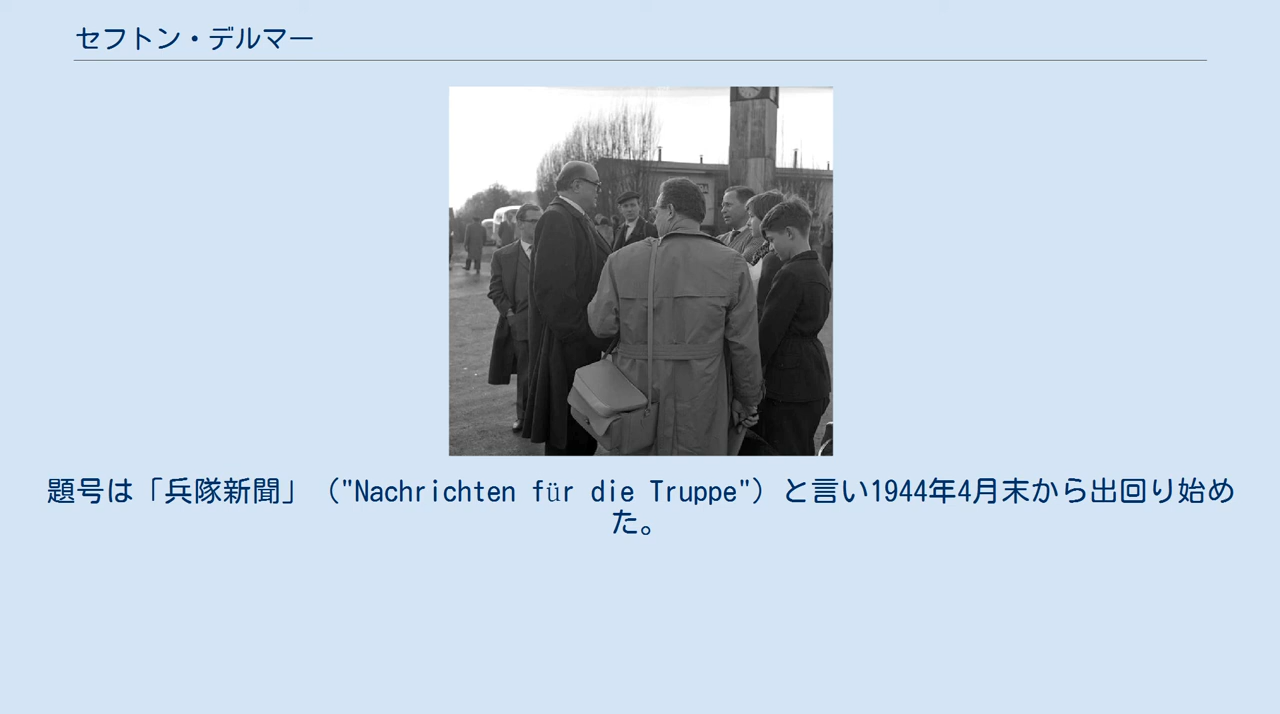 セフトン・デルマー
題号は「兵隊新聞」（"Nachrichten für die Truppe"）と言い1944年4月末から出回り始め
た。